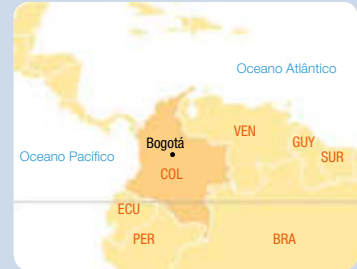 Oceano Atlântico
VEN
GUY
SUR
Bogotá
Oceano Pacífico
COL
ECU
PER
BRA